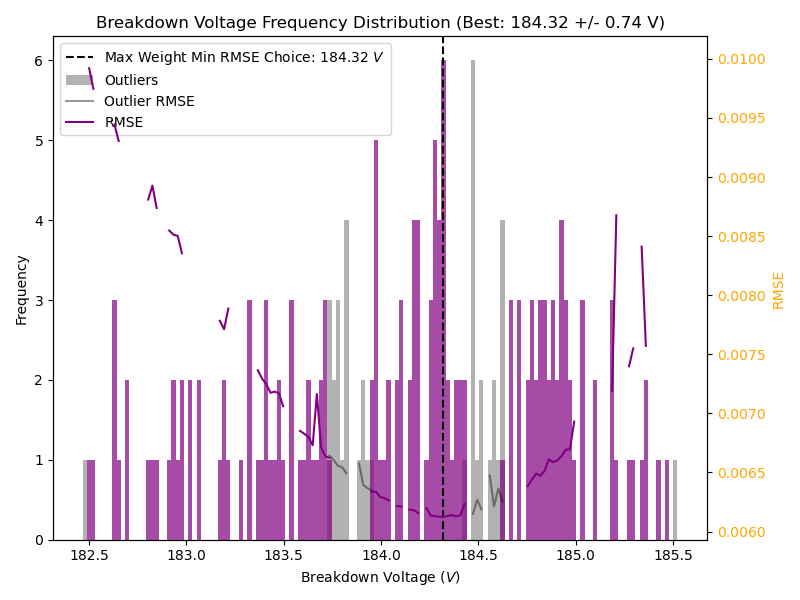 Breakdown Voltage Frequency Distribution (Best: 184.32 +/- 0.74 V)
Max Weight Min RMSE Choice: 184.32 V
Outliers
Outlier RMSE
RMSE
Frequency
6
5
4
3
2
1
0
0.0100
0.0095
0.0090
0.0085
0.0080
0.0075
0.0070
0.0065
0.0060
RMSE
182.5 183.0 183.5 184.0 184.5 185.0 185.5
Breakdown Voltage (V)